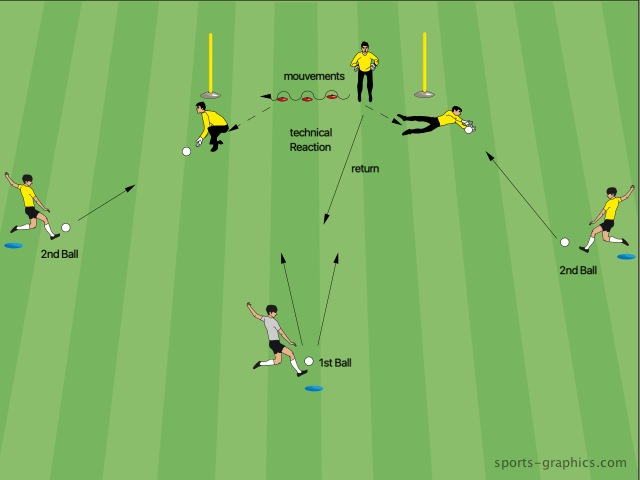 mouvements
technical
Reaction
return
2nd Ball
2nd Ball
1st Ball
sports-graphics.com